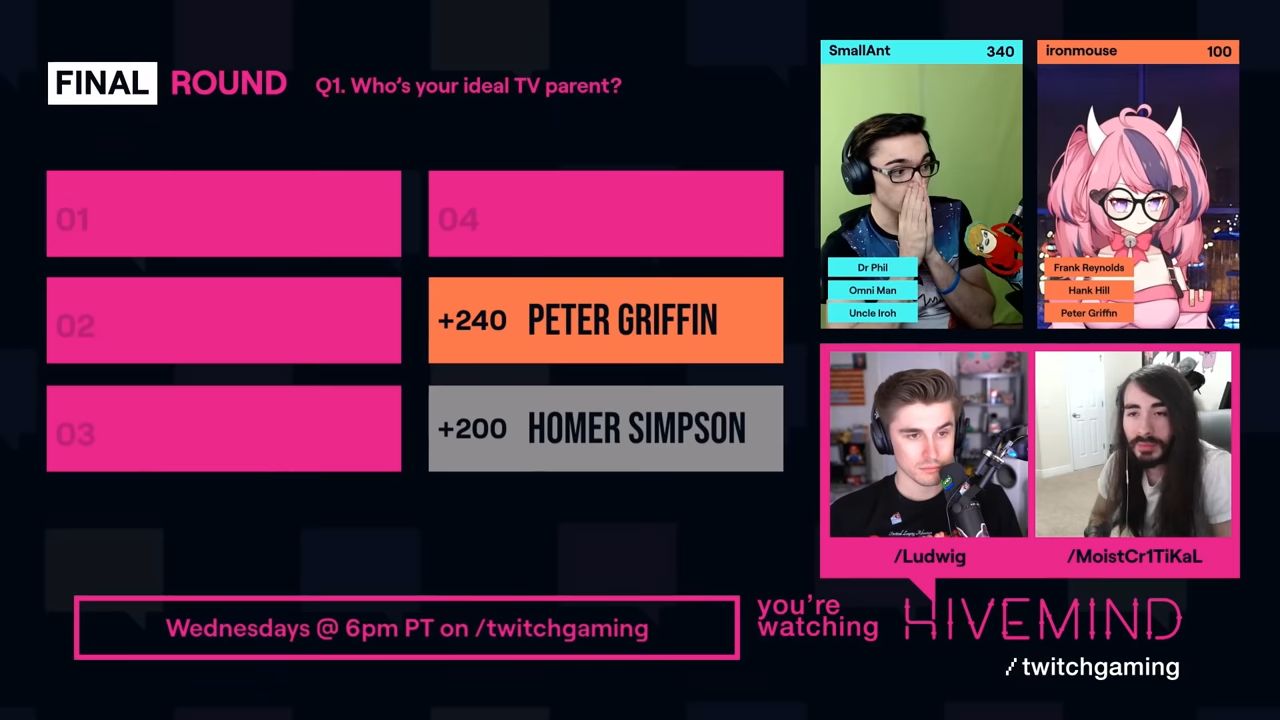 FINAL ROUND Q1. Who's your ideal TV parent?
01
04
02
+240 PETER GRIFFIN
03
+200 HOMER SIMPSON
SmallAnt 340
Dr Phil
Omni Man
Uncle Iroh
ironmouse 100
Frank Reynolds
Hank Hill
Peter Griffin
/Ludwig
/MoistCr1TiKaL
Wednesdays @ 6pm PT on /twitchgaming
you're
watching
HIVEMIND
/twitchgaming